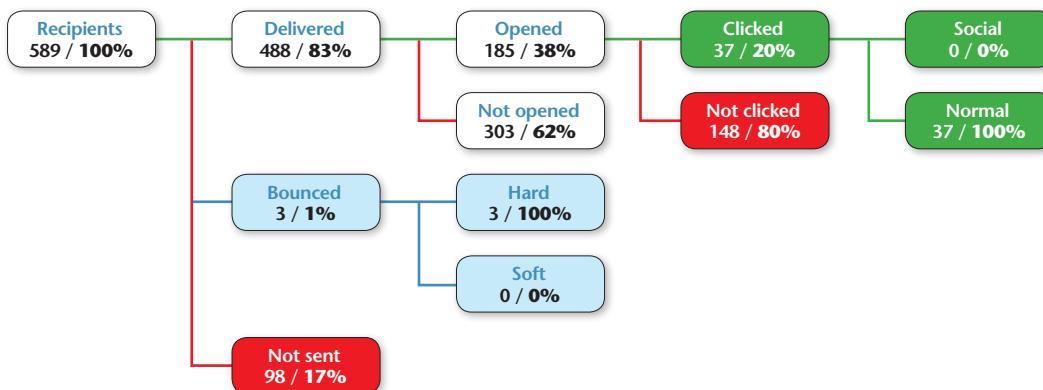 Recipients
589 / 100%
Delivered
488 / 83%
Opened
185 / 38%
Clicked
37 / 20%
Social
0 / 0%
Not opened
303 / 62%
Not clicked
148 / 80%
Normal
37 / 100%
Bounced
3 / 1%
Hard
3 / 100%
Soft
0 / 0%
Not sent
98 / 17%